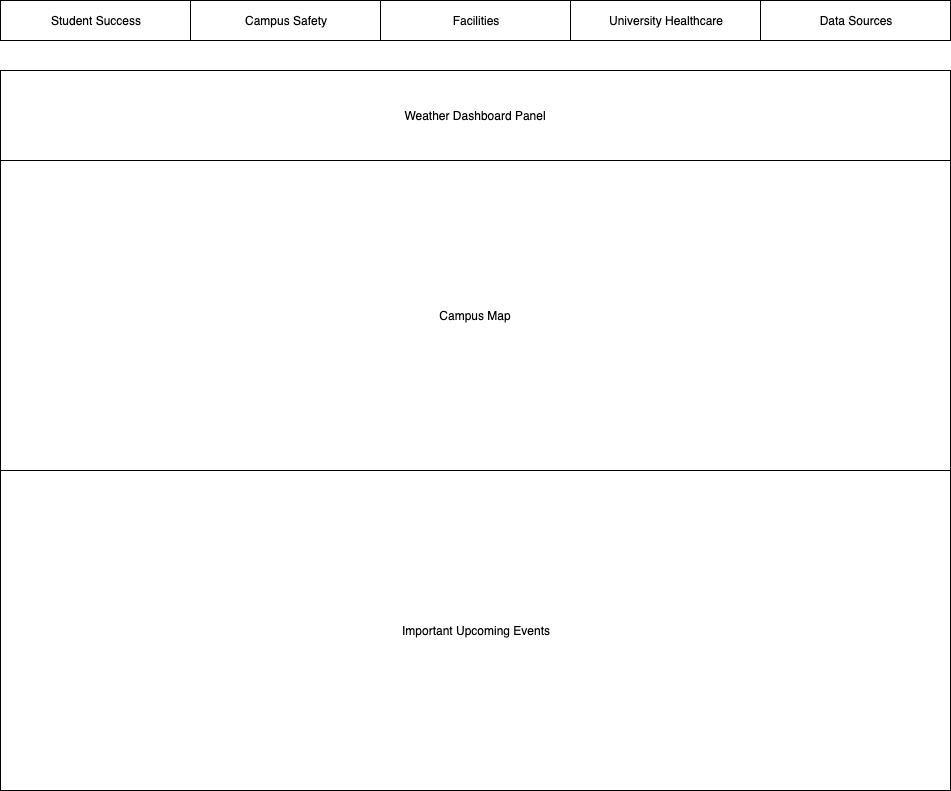 Student Success
Campus Safety
Facilities
University Healthcare
Data Sources
Weather Dashboard Panel
Campus Map
Important Upcoming Events